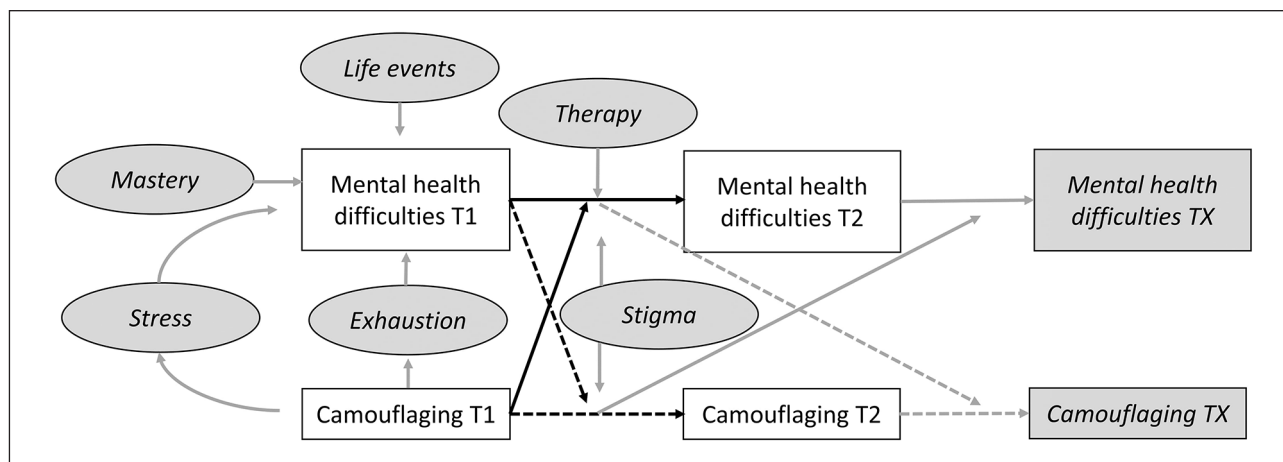 Life events
Therapy
Mastery
Mental health
difficulties T1
Mental health
difficulties T2
Mental health
difficulties TX
Stress
Exhaustion
Stigma
Camouflaging T1
Camouflaging T2
Camouflaging TX